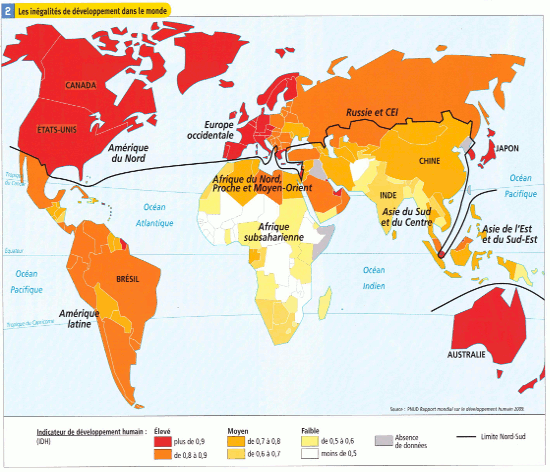 2 Les inégalités de développement dans le monde
CANADA
ÉTATS-UNIS
Amérique
du Nord
Europe
occidentale
Russie et CEI
JAPON
CHINE
Tropique
du Cancer
Océan
Atlantique
Afrique du Nord,
Proche et Moyen-Orient
INDE
Asie du Sud
et du Centre
Océan
Pacifique
Afrique
subsaharienne
Asie de l'Est
et du Sud-Est
Équateur
Océan
Pacifique
BRÉSIL
Océan
Indien
Amérique
latine
Tropique du Capricorne
AUSTRALIE
Source : PNUD Rapport mondial sur le développement humain 2009.
Indicateur de développement humain :
(IDH)
Élevé
plus de 0,9
de 0,8 à 0,9
Moyen
de 0,7 à 0,8
de 0,6 à 0,7
Faible
de 0,5 à 0,6
moins de 0,5
Absence
de données
Limite Nord-Sud